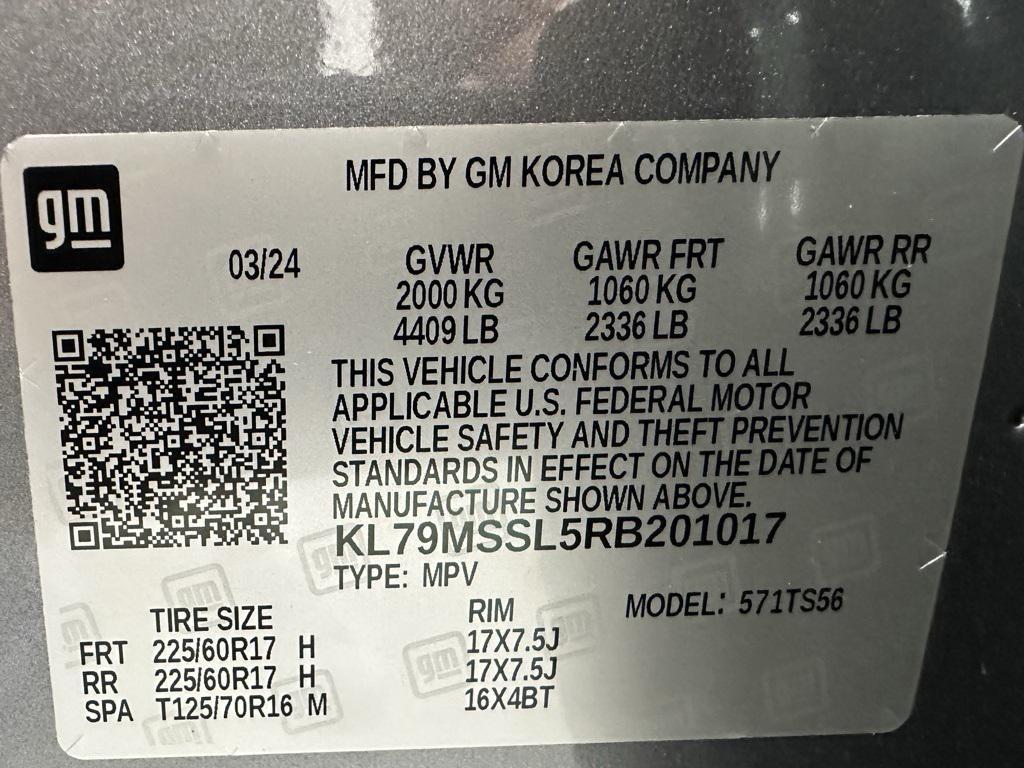 gm
MFD BY GM KOREA COMPANY
03/24 GVWR GAWR FRT GAWR RR
2000 KG 1060 KG 1060 KG
4409 LB 2336 LB 2336 LB
THIS VEHICLE CONFORMS TO ALL
APPLICABLE U.S. FEDERAL MOTOR
VEHICLE SAFETY AND THEFT PREVENTION
STANDARDS IN EFFECT ON THE DATE OF
MANUFACTURE SHOWN ABOVE.
KL79MSSL5RB201017
TYPE: MPV
TIRE SIZE RIM MODEL: 571TS56
FRT 225/60R17 H 17X7.5J
RR 225/60R17 H 17X7.5J
SPA T125/70R16 M 16X4BT